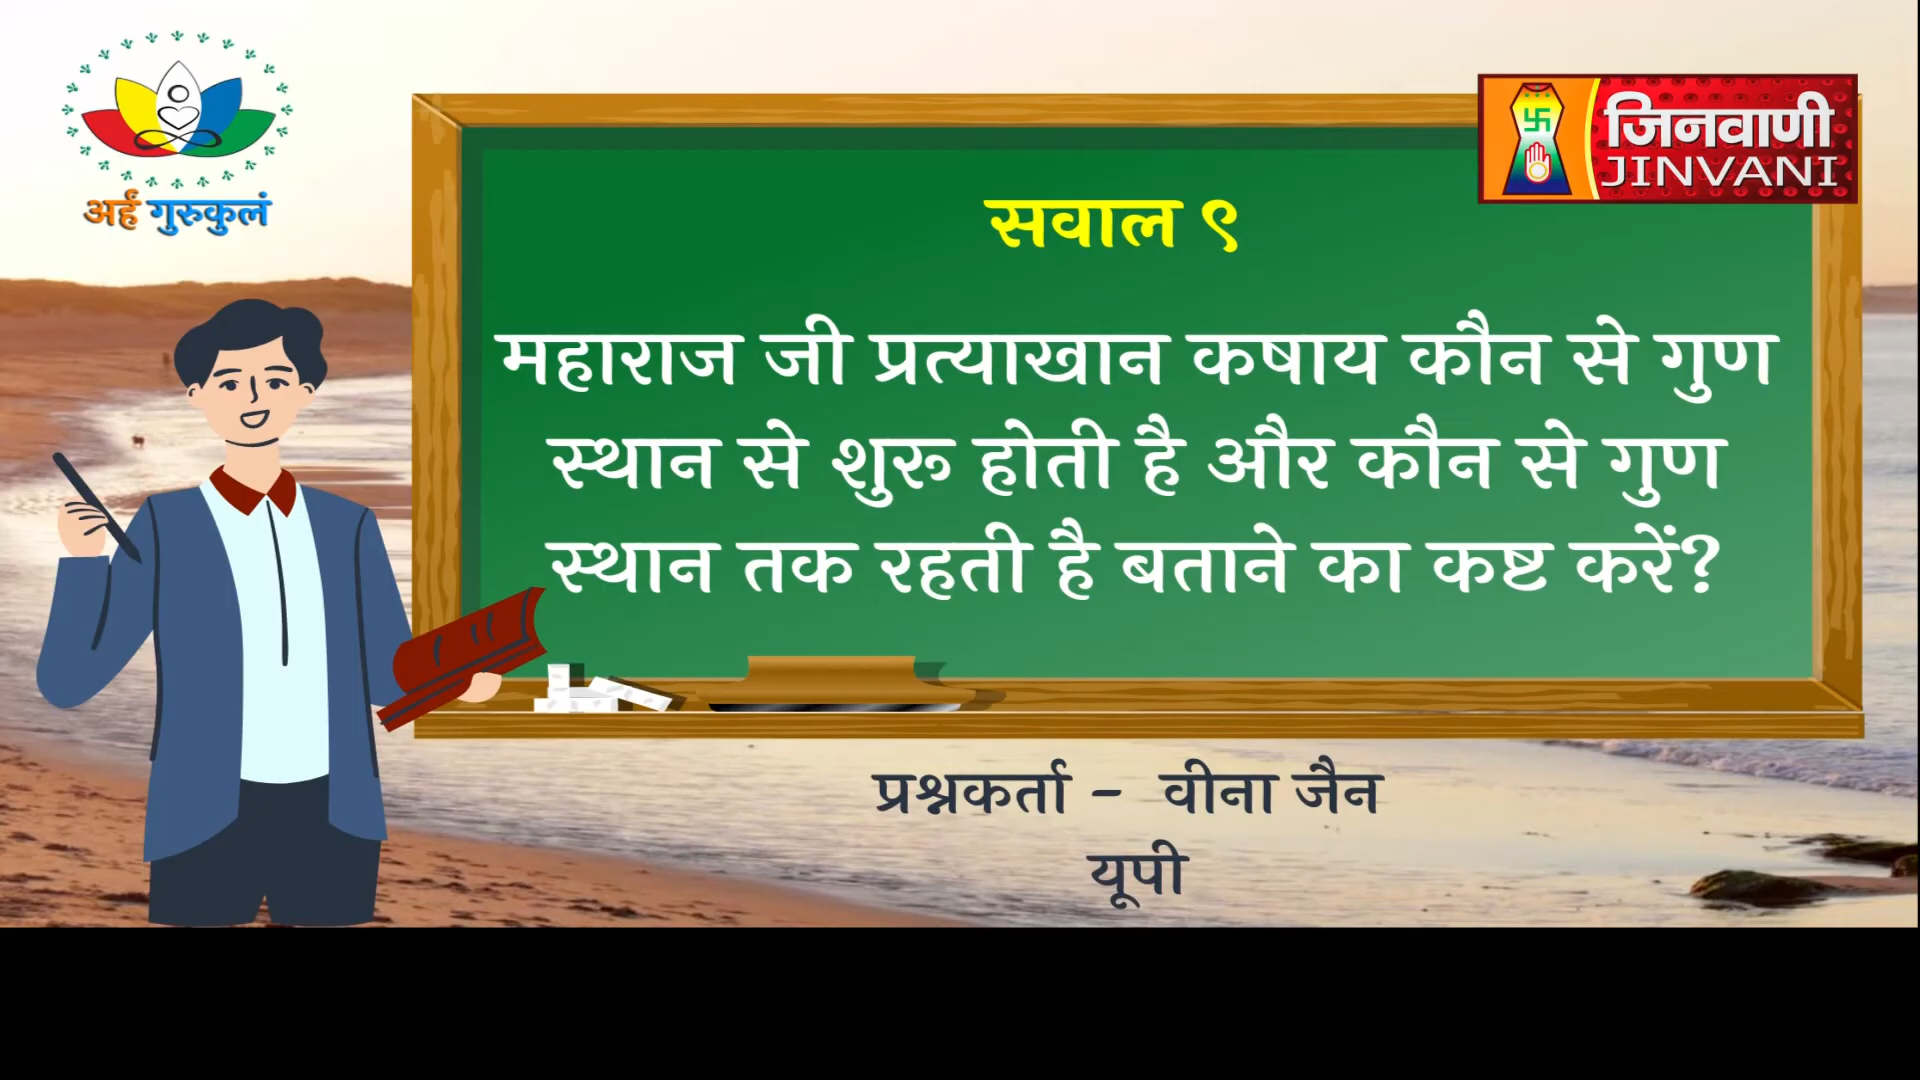 अर्हं गुरुकुलं
जिनवाणी
JINVANI
सवाल ९
महाराज जी प्रत्याखान कषाय कौन से गुण
स्थान से शुरू होती है और कौन से गुण
स्थान तक रहती है बताने का कष्ट करें?
प्रश्नकर्ता - वीना जैन
यूपी